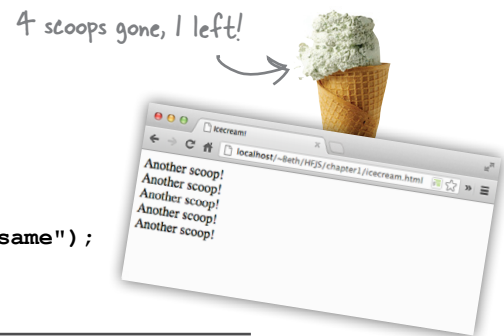 4 scoops gone, 1 left!
Icecream!
localhost/~Beth/HFJS/chapter1/icecream.html
Another scoop!
Another scoop!
Another scoop!
Another scoop!
Another scoop!
same");